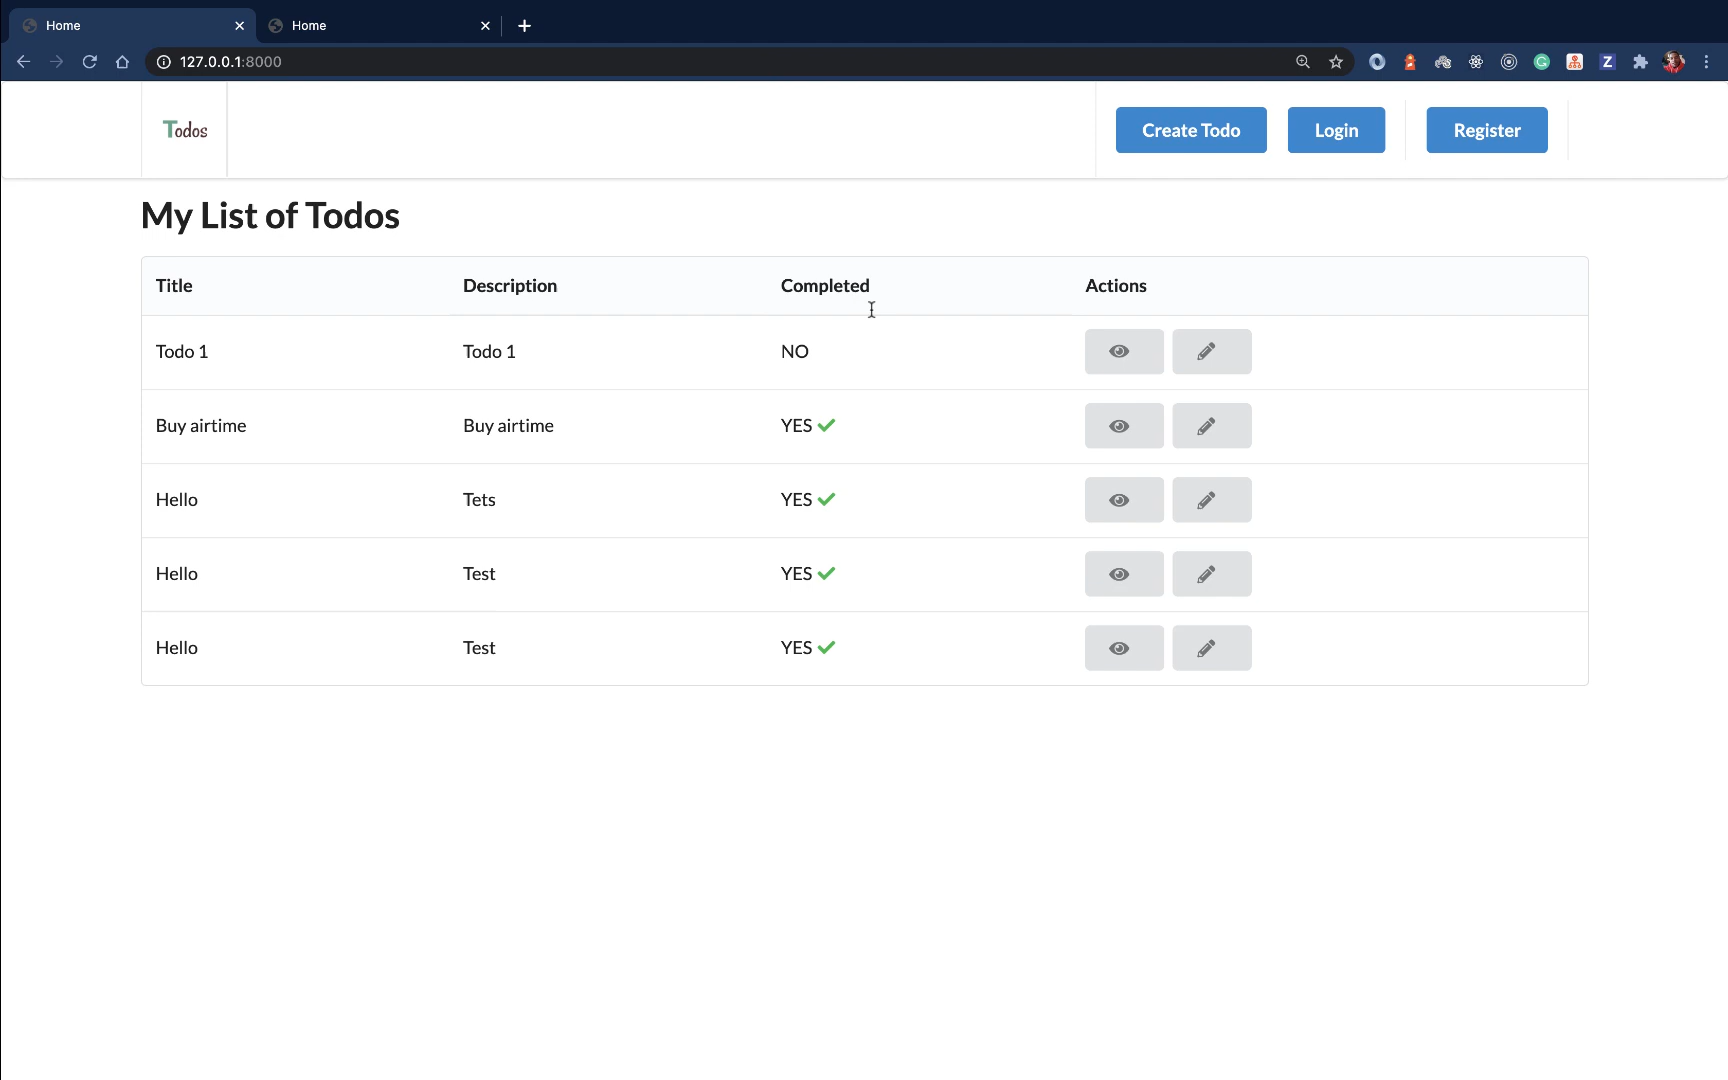 Home Home
127.0.0.1:8000
Todos Create Todo Login Register
My List of Todos
Title Description Completed Actions
Todo 1 Todo 1 NO
Buy airtime Buy airtime YES
Hello Tets YES
Hello Test YES
Hello Test YES